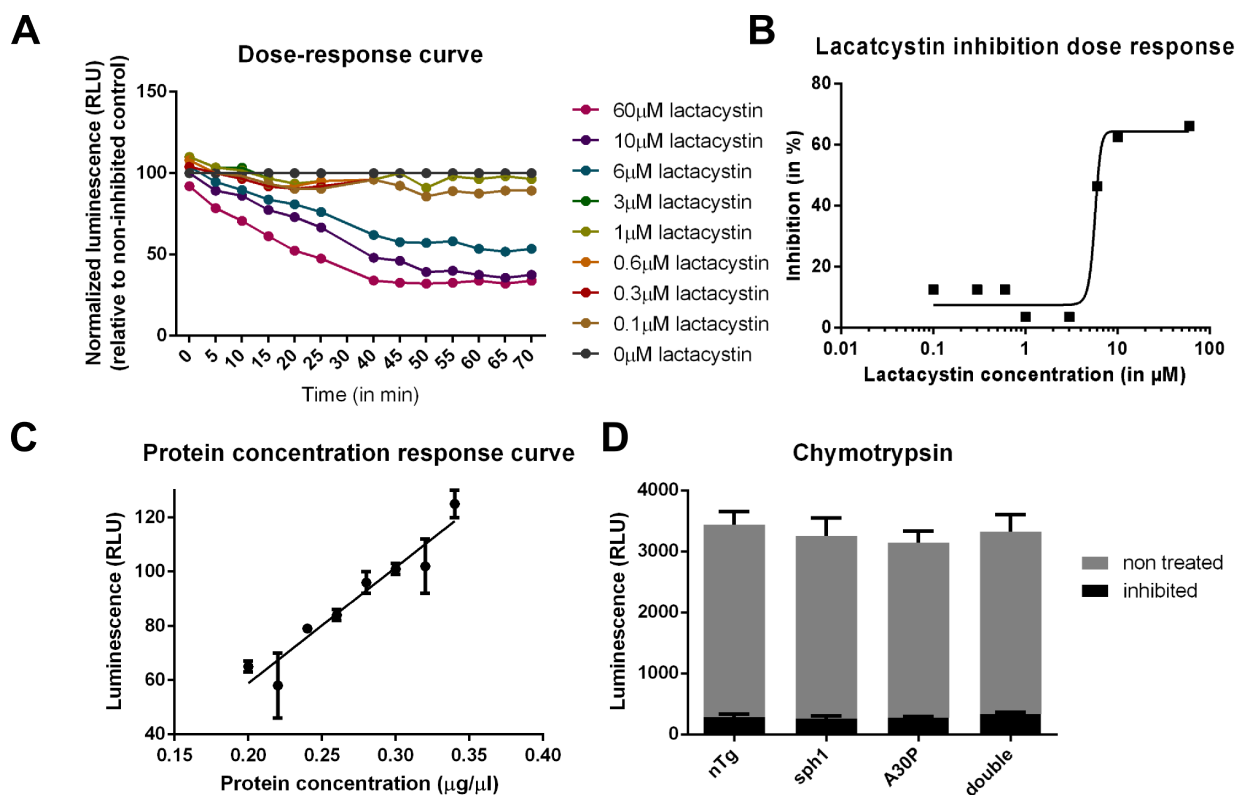 A
Dose-response curve
Normalized luminescence (RLU)
(relative to non-inhibited control)
150
100
50
0
0 5 10 15 20 25 30 40 45 50 55 60 65 70
Time (in min)
60μM lactacystin
10μM lactacystin
6μM lactacystin
3μM lactacystin
1μM lactacystin
0.6μM lactacystin
0.3μM lactacystin
0.1μM lactacystin
0μM lactacystin
B
Lacatcystin inhibition dose response
Inhibition (in %)
80
60
40
20
0
0.01 0.1 1 10 100
Lactacystin concentration (in μM)
C
Protein concentration response curve
Luminescence (RLU)
120
100
80
60
40
0.15 0.20 0.25 0.30 0.35 0.40
Protein concentration (μg/μl)
D
Chymotrypsin
Luminescence (RLU)
4000
3000
2000
1000
0
nTg sph1 A30P double
non treated
inhibited